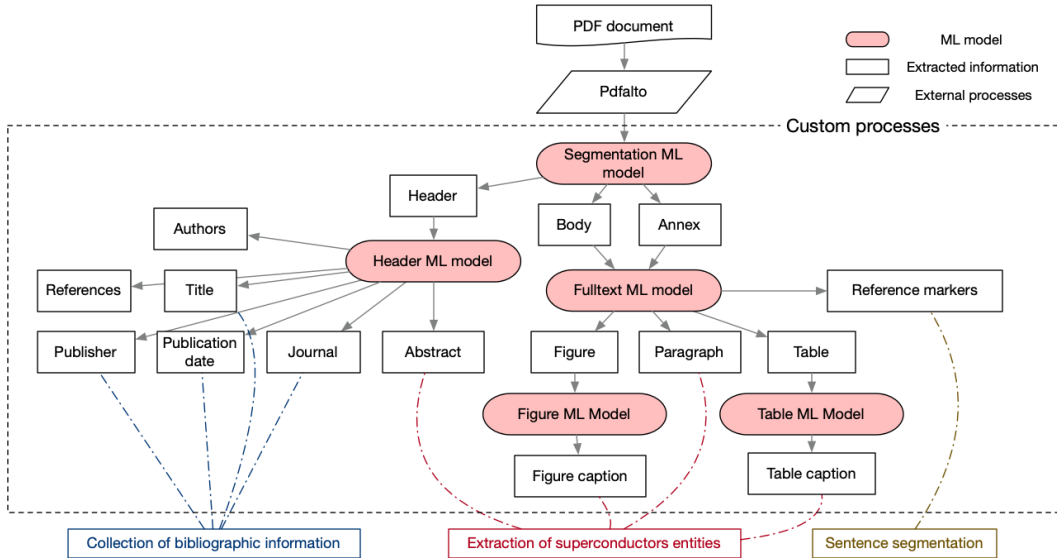 PDF document
ML model
Extracted information
Pdfalto
External processes
Custom processes
Segmentation ML
model
Header
Body
Annex
Authors
Header ML model
References
Title
Fulltext ML model
Reference markers
Publisher
Publication
date
Journal
Abstract
Figure
Paragraph
Table
Figure ML Model
Table ML Model
Figure caption
Table caption
Collection of bibliographic information
Extraction of superconductors entities
Sentence segmentation